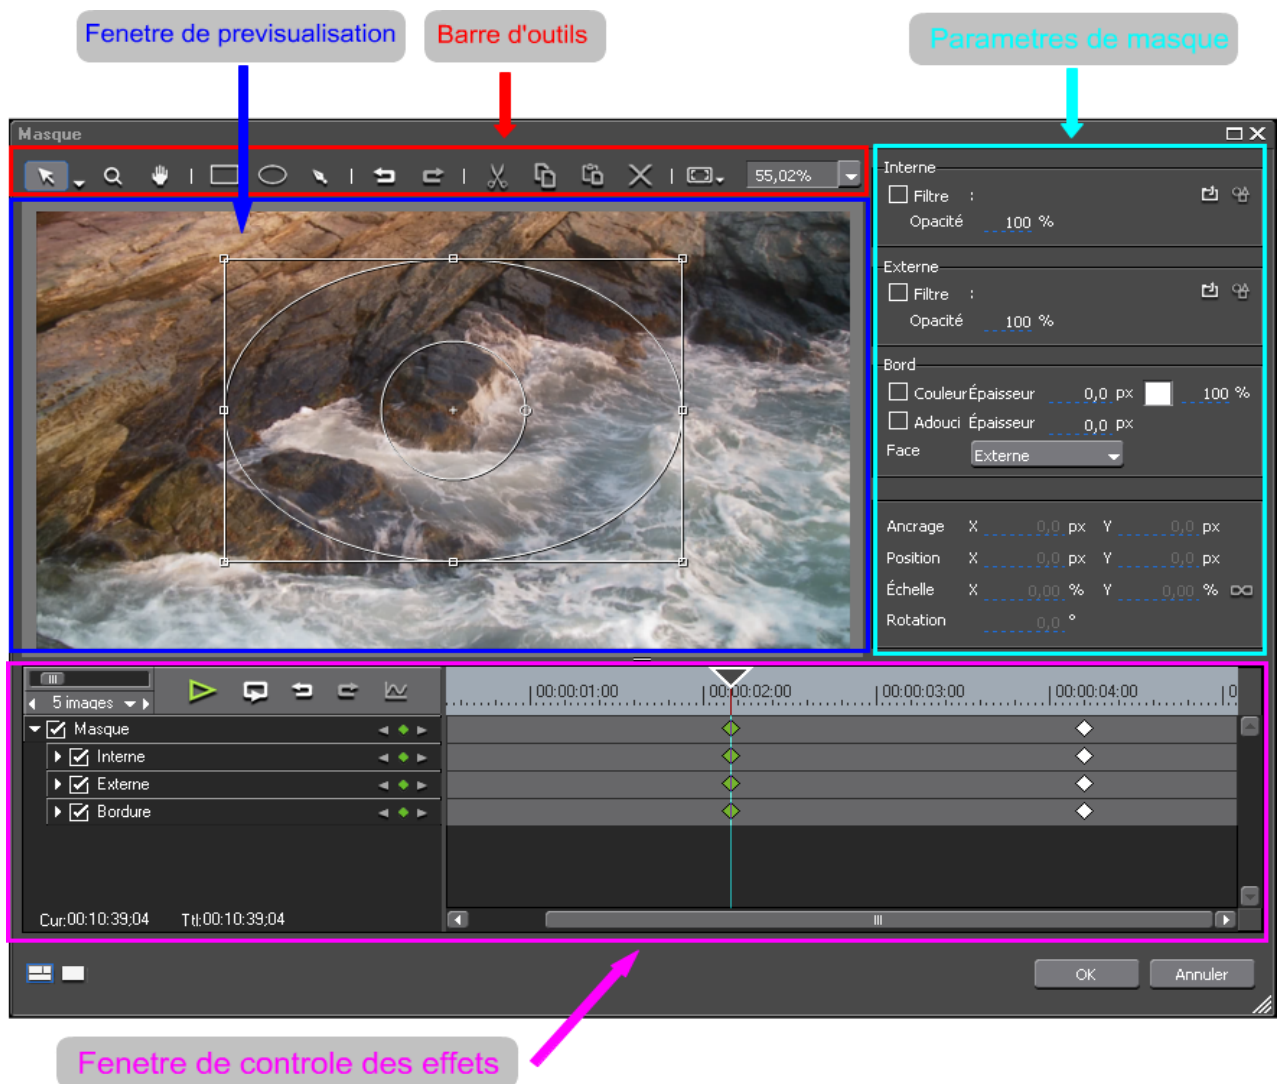 Fenetre de previsualisation
Barre d'outils
Parametres de masque
Masque
55,02%
Interne
Filtre :
Opacité 100 %
Externe
Filtre :
Opacité 100 %
Bord
Couleur Épaisseur 0,0 px 100 %
Adouci Épaisseur 0,0 px
Face Externe
Ancrage X 0,0 px Y 0,0 px
Position X 0,0 px Y 0,0 px
Échelle X 0,00 % Y 0,00 %
Rotation 0,0 °
5 images
00:00:01:00 00:00:02:00 00:00:03:00 00:00:04:00 0
Masque
Interne
Externe
Bordure
Cur:00:10:39;04 Ttl:00:10:39;04
OK Annuler
Fenetre de controle des effets